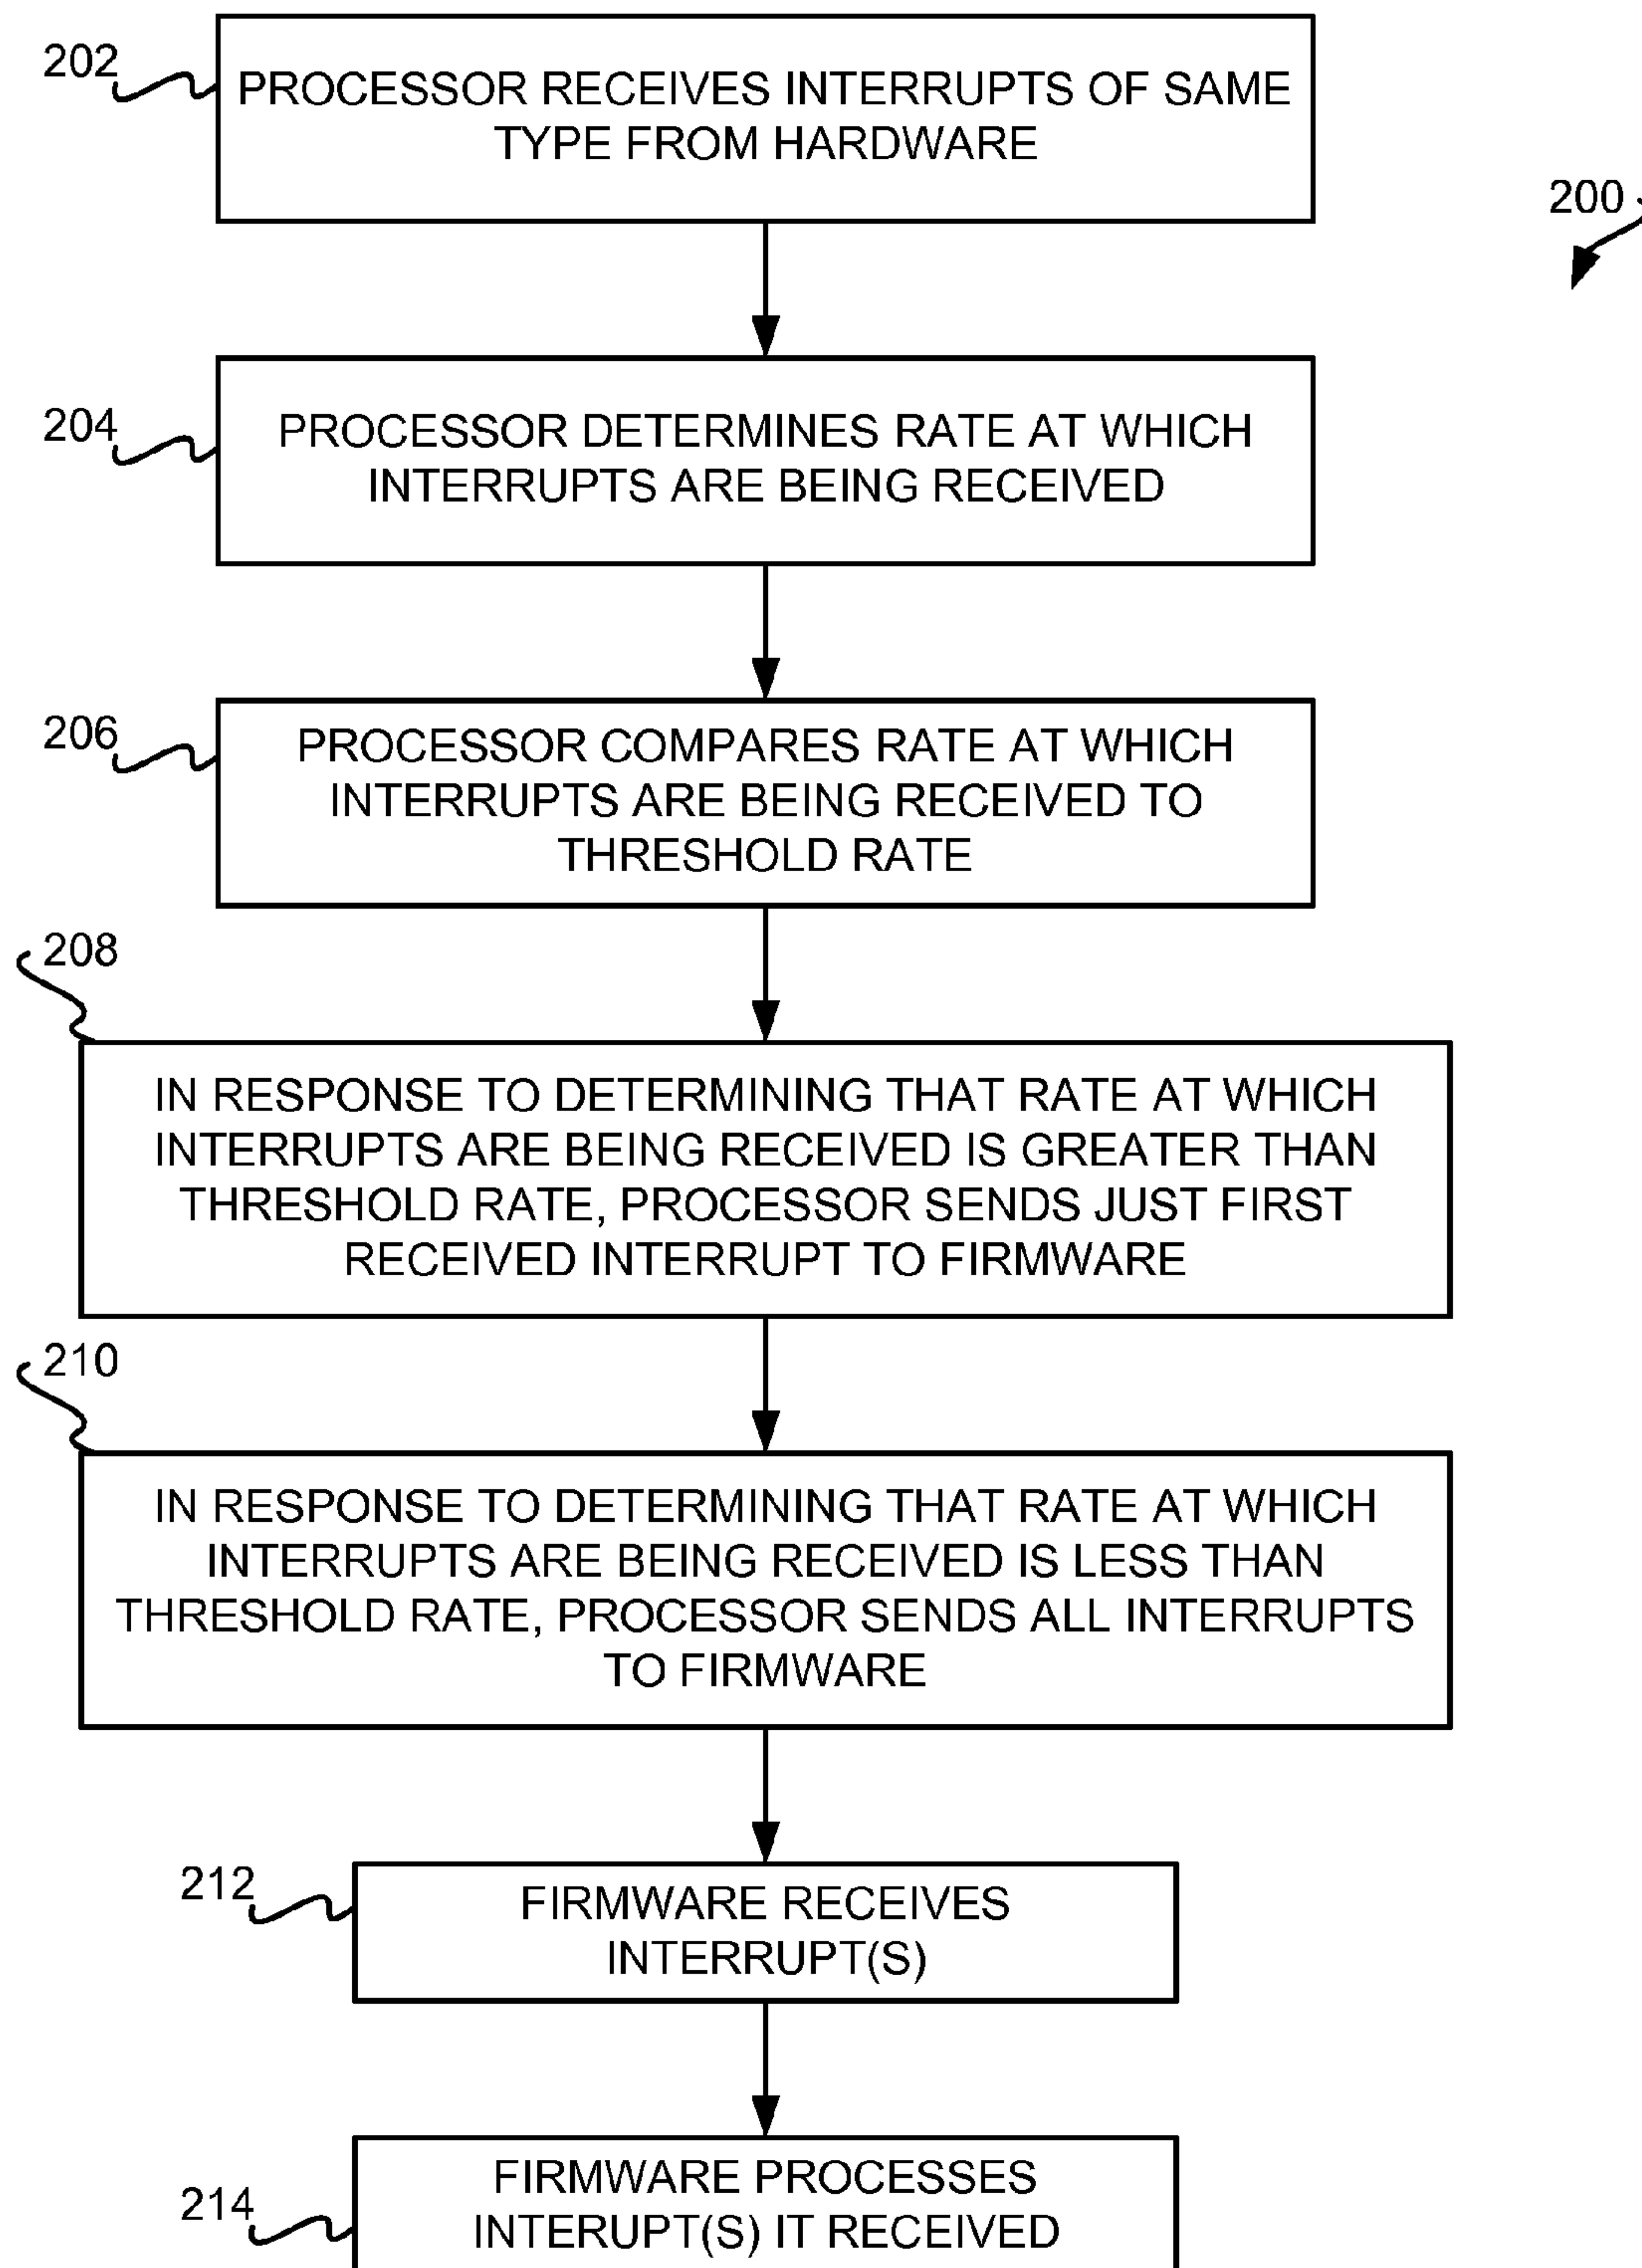 202
PROCESSOR RECEIVES INTERRUPTS OF SAME
TYPE FROM HARDWARE
200
204
PROCESSOR DETERMINES RATE AT WHICH
INTERRUPTS ARE BEING RECEIVED
206
PROCESSOR COMPARES RATE AT WHICH
INTERRUPTS ARE BEING RECEIVED TO
THRESHOLD RATE
208
IN RESPONSE TO DETERMINING THAT RATE AT WHICH
INTERRUPTS ARE BEING RECEIVED IS GREATER THAN
THRESHOLD RATE, PROCESSOR SENDS JUST FIRST
RECEIVED INTERRUPT TO FIRMWARE
210
IN RESPONSE TO DETERMINING THAT RATE AT WHICH
INTERRUPTS ARE BEING RECEIVED IS LESS THAN
THRESHOLD RATE, PROCESSOR SENDS ALL INTERRUPTS
TO FIRMWARE
212
FIRMWARE RECEIVES
INTERRUPT(S)
214
FIRMWARE PROCESSES
INTERUPT(S) IT RECEIVED